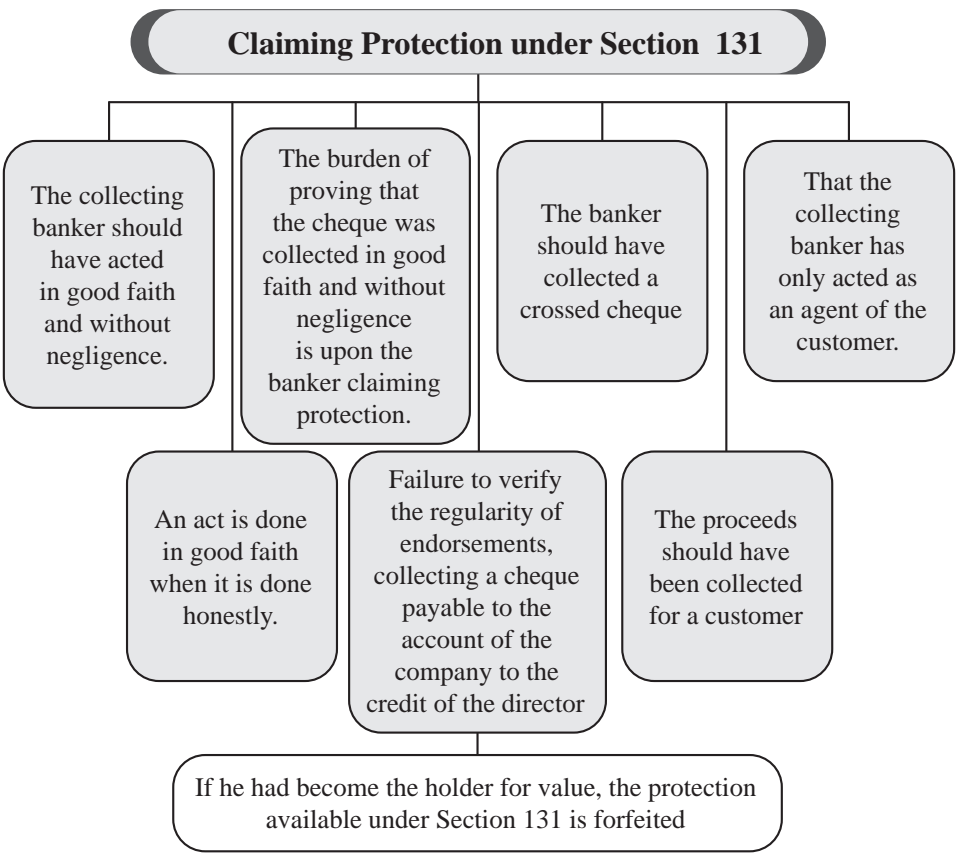 Claiming Protection under Section 131
The collecting
banker should
have acted
in good faith
and without
negligence.
The burden of
proving that
the cheque was
collected in good
faith and without
negligence
is upon the
banker claiming
protection.
The banker
should have
collected a
crossed cheque
That the
collecting
banker has
only acted as
an agent of the
customer.
An act is done
in good faith
when it is done
honestly.
Failure to verify
the regularity of
endorsements,
collecting a cheque
payable to the
account of the
company to the
credit of the director
The proceeds
should have
been collected
for a customer
If he had become the holder for value, the protection
available under Section 131 is forfeited